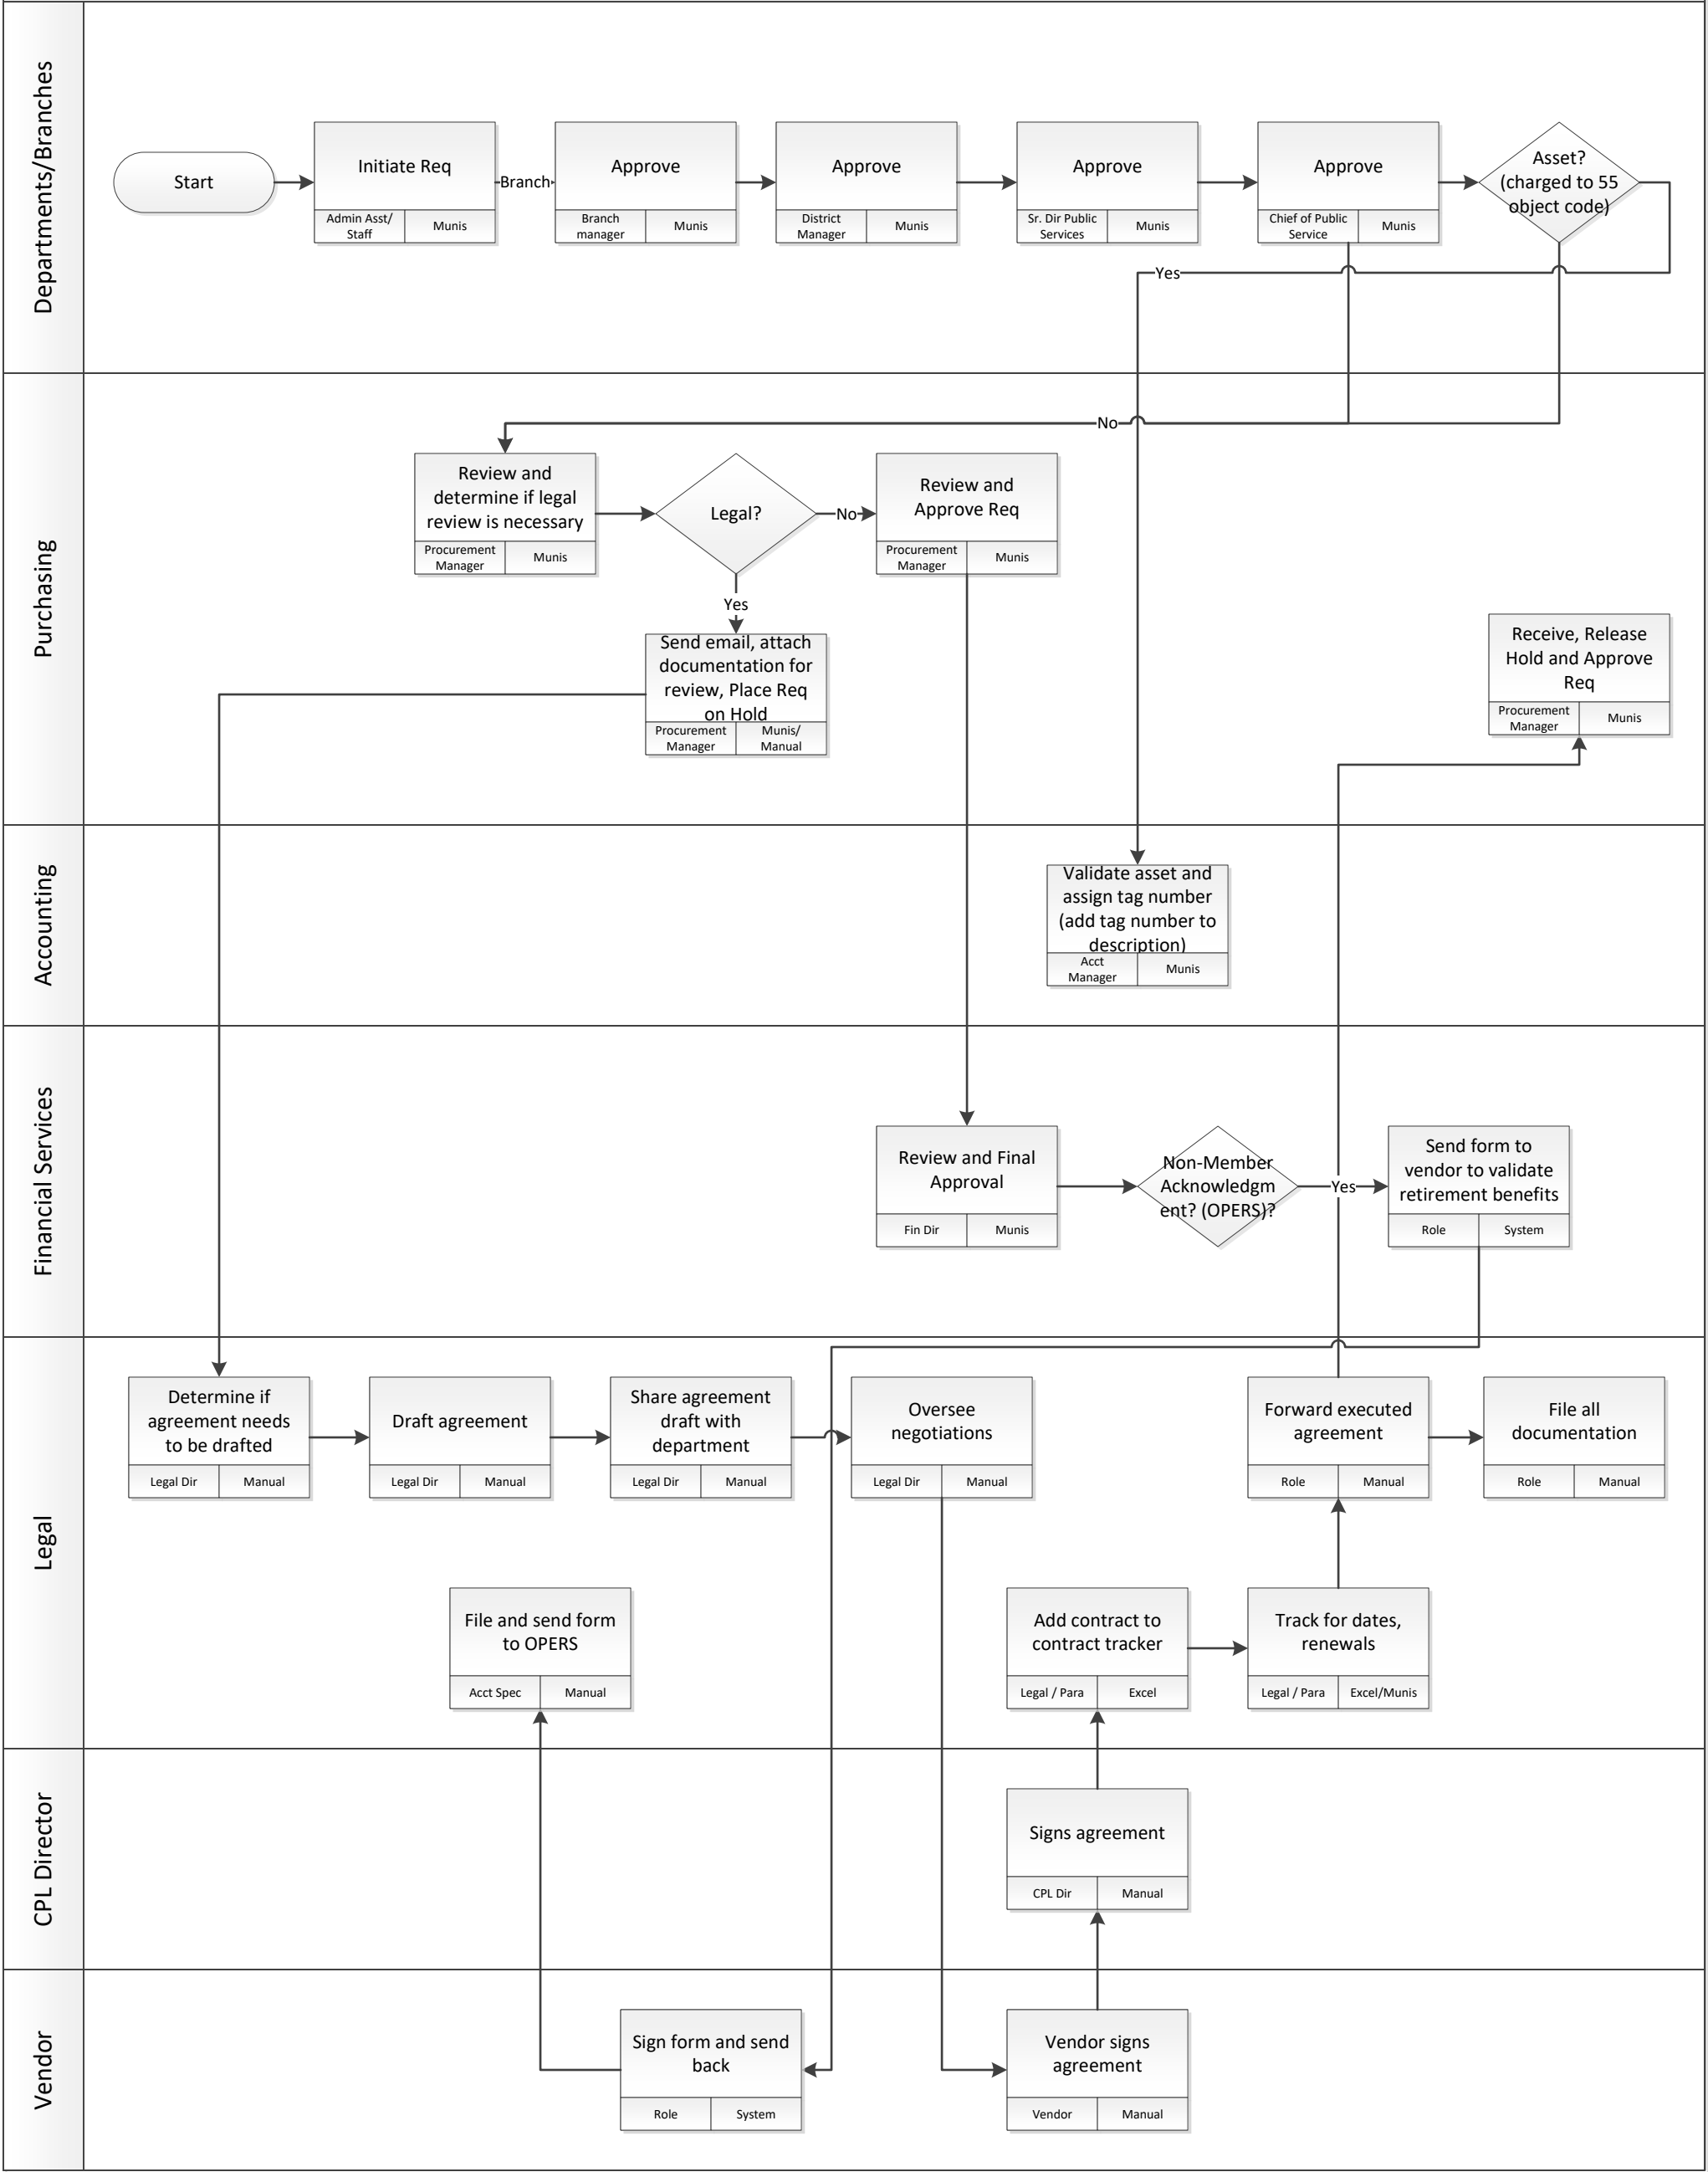 Departments/Branches
Start
Initiate Req
Admin Asst/
Staff
Munis
Branch
Approve
Branch
manager
Munis
Approve
District
Manager
Munis
Approve
Sr. Dir Public
Services
Munis
Approve
Chief of Public
Service
Munis
Asset?
(charged to 55
object code)
Yes
Purchasing
No
Review and
determine if legal
review is necessary
Procurement
Manager
Munis
Legal?
No
Review and
Approve Req
Procurement
Manager
Munis
Yes
Send email, attach
documentation for
review, Place Req
on Hold
Procurement
Manager
Munis/
Manual
Receive, Release
Hold and Approve
Req
Procurement
Manager
Munis
Accounting
Validate asset and
assign tag number
(add tag number to
description)
Acct
Manager
Munis
Financial Services
Review and Final
Approval
Fin Dir
Munis
Non-Member
Acknowledgm
ent? (OPERS)?
Yes
Send form to
vendor to validate
retirement benefits
Role
System
Legal
Determine if
agreement needs
to be drafted
Legal Dir
Manual
Draft agreement
Legal Dir
Manual
Share agreement
draft with
department
Legal Dir
Manual
Oversee
negotiations
Legal Dir
Manual
Forward executed
agreement
Role
Manual
File all
documentation
Role
Manual
File and send form
to OPERS
Acct Spec
Manual
Add contract to
contract tracker
Legal / Para
Excel
Track for dates,
renewals
Legal / Para
Excel/Munis
CPL Director
Signs agreement
CPL Dir
Manual
Vendor
Sign form and send
back
Role
System
Vendor signs
agreement
Vendor
Manual